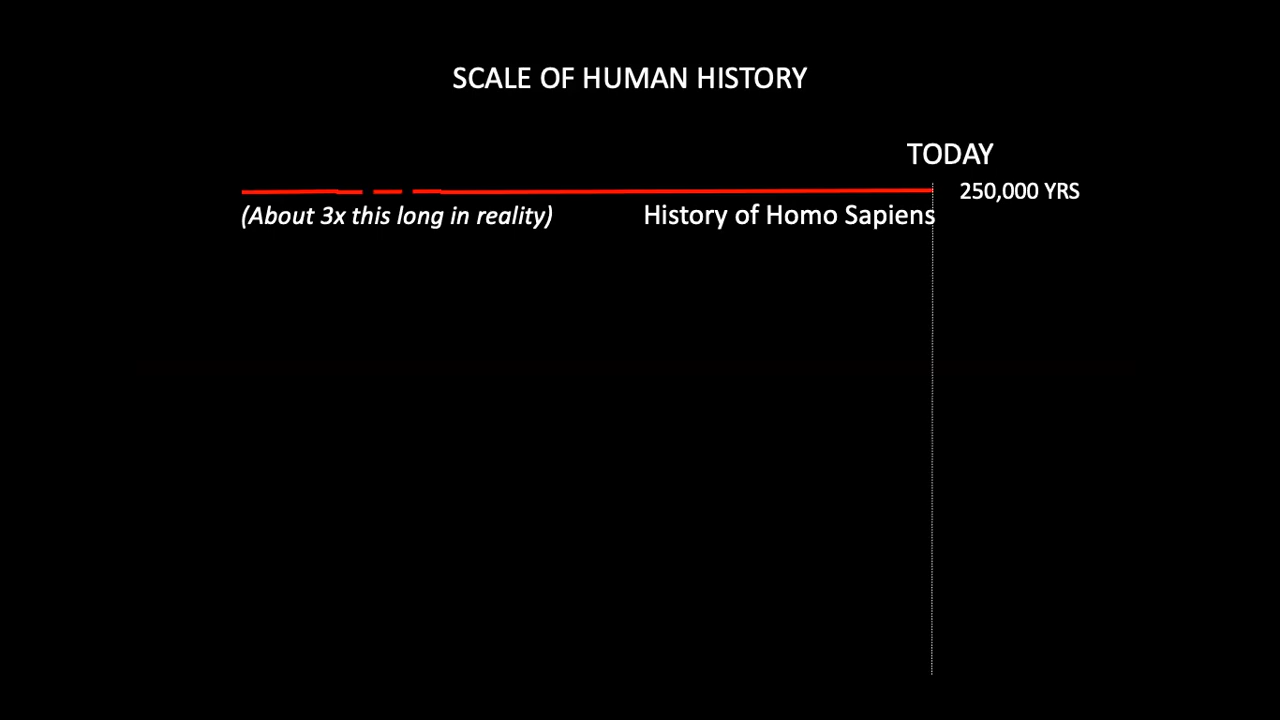 SCALE OF HUMAN HISTORY
TODAY
250,000 YRS
(About 3x this long in reality) History of Homo Sapiens